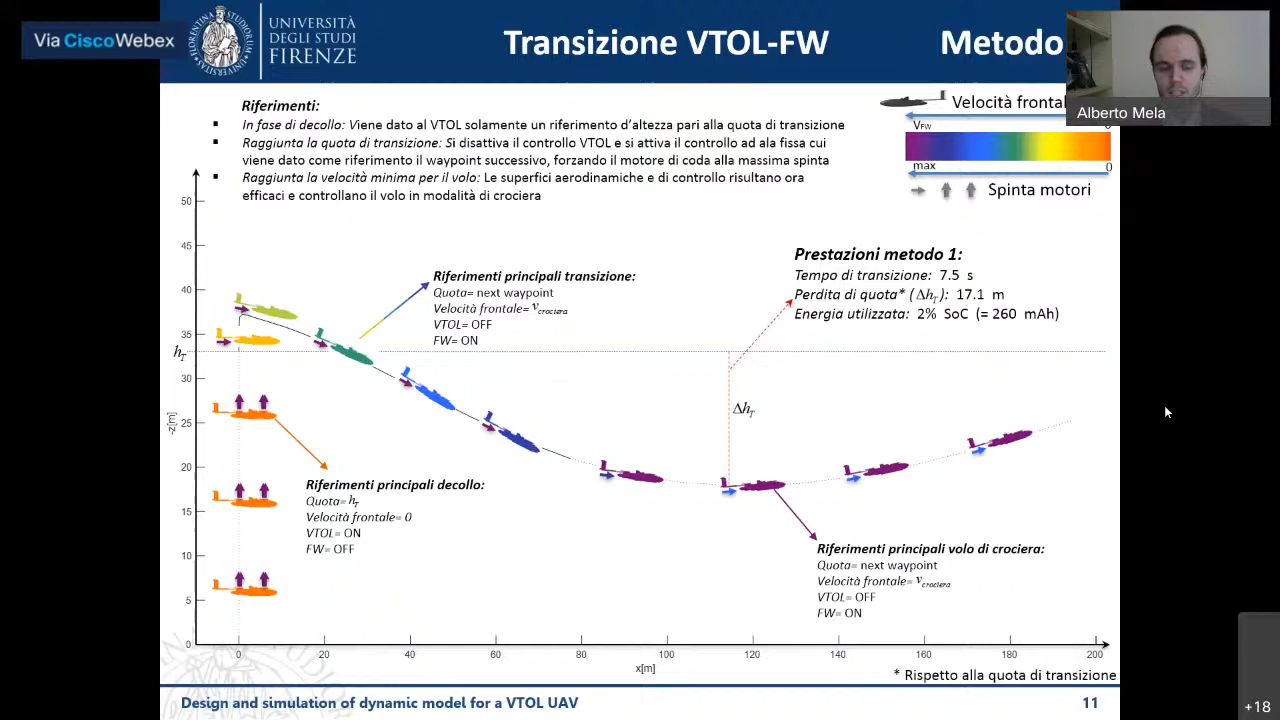 Via Cisco Webex
UNIVERSITÀ
DEGLI STUDI
FIRENZE
Transizione VTOL-FW
Metodo
Alberto Mela
Riferimenti:
▪ In fase di decollo: Viene dato al VTOL solamente un riferimento d'altezza pari alla quota di transizione
▪ Raggiunta la quota di transizione: Si disattiva il controllo VTOL e si attiva il controllo ad ala fissa cui
viene dato come riferimento il waypoint successivo, forzando il motore di coda alla massima spinta
▪ Raggiunta la velocità minima per il volo: Le superfici aerodinamiche e di controllo risultano ora
efficaci e controllano il volo in modalità di crociera
Velocità frontale
VFW
max
0
Spinta motori
Prestazioni metodo 1:
Tempo di transizione: 7.5 s
Perdita di quota* (ΔhT): 17.1 m
Energia utilizzata: 2% SoC (= 260 mAh)
Riferimenti principali transizione:
Quota= next waypoint
Velocità frontale= vcrociera
VTOL= OFF
FW= ON
hT
ΔhT
Riferimenti principali decollo:
Quota= hT
Velocità frontale= 0
VTOL= ON
FW= OFF
Riferimenti principali volo di crociera:
Quota= next waypoint
Velocità frontale= vcrociera
VTOL= OFF
FW= ON
50
45
40
35
30
25
20
15
10
5
0
-z[m]
0 20 40 60 80 100 120 140 160 180 200
x[m]
* Rispetto alla quota di transizione
Design and simulation of dynamic model for a VTOL UAV
11
+18